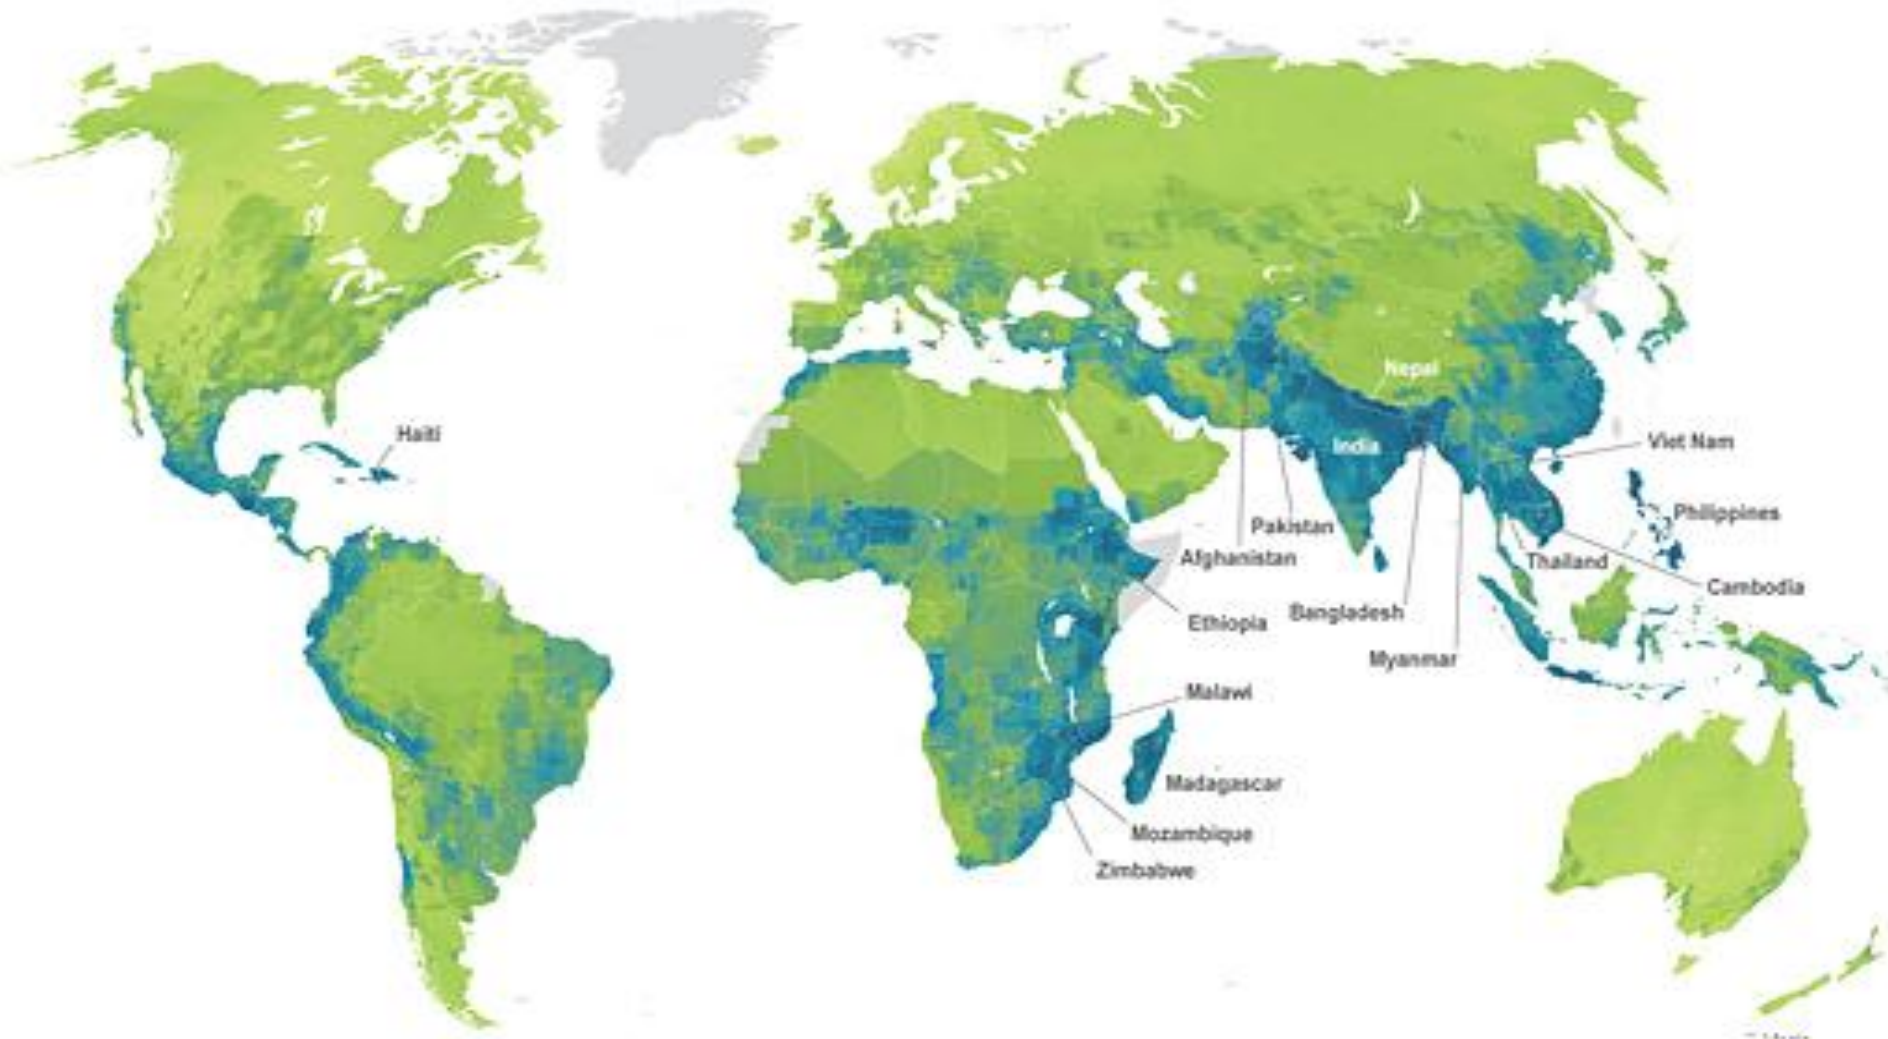 Nepal
Haiti
Viet Nam
India
Philippines
Pakistan
Afghanistan
Thailand
Cambodia
Bangladesh
Ethiopia
Myanmar
Malawi
Madagascar
Mozambique
Zimbabwe